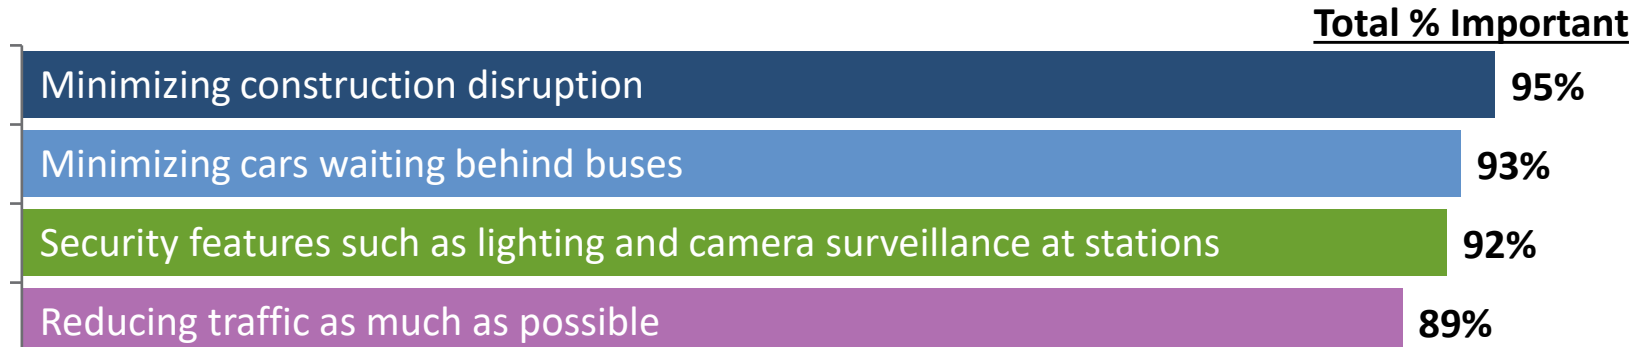 Total % Important
Minimizing construction disruption 95%
Minimizing cars waiting behind buses 93%
Security features such as lighting and camera surveillance at stations 92%
Reducing traffic as much as possible 89%